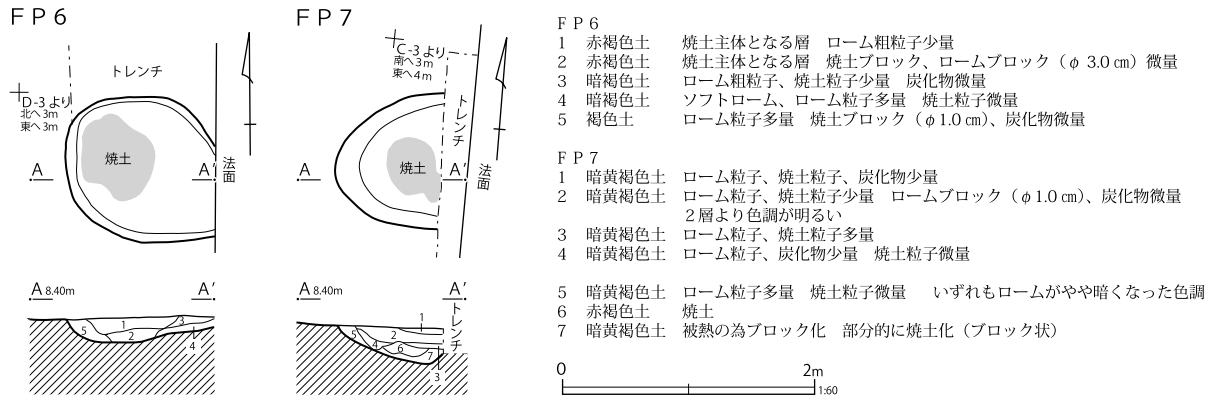 FP6
トレンチ
D-3より
北へ3m
東へ3m
焼土
A
A'
法面
A 8.40m
A'
1
2
3
4
5
FP7
C-3より
南へ3m
東へ4m
トレンチ
焼土
A
A'
法面
A 8.40m
A'
トレンチ
1
2
3
4
5
6
7
FP6
1 赤褐色土 焼土主体となる層 ローム粗粒子少量
2 赤褐色土 焼土主体となる層 焼土ブロック、ロームブロック(φ 3.0 ㎝)微量
3 暗褐色土 ローム粗粒子、焼土粒子少量 炭化物微量
4 暗褐色土 ソフトローム、ローム粒子多量 焼土粒子微量
5 褐色土 ローム粒子多量 焼土ブロック(φ1.0 ㎝)、炭化物微量
FP7
1 暗黄褐色土 ローム粒子、焼土粒子、炭化物少量
2 暗黄褐色土 ローム粒子、焼土粒子少量 ロームブロック(φ1.0 ㎝)、炭化物微量
2層より色調が明るい
3 暗黄褐色土 ローム粒子、焼土粒子多量
4 暗黄褐色土 ローム粒子、炭化物少量 焼土粒子微量
5 暗黄褐色土 ローム粒子多量 焼土粒子微量 いずれもロームがやや暗くなった色調
6 赤褐色土 焼土
7 暗黄褐色土 被熱の為ブロック化 部分的に焼土化(ブロック状)
0 2m
1:60